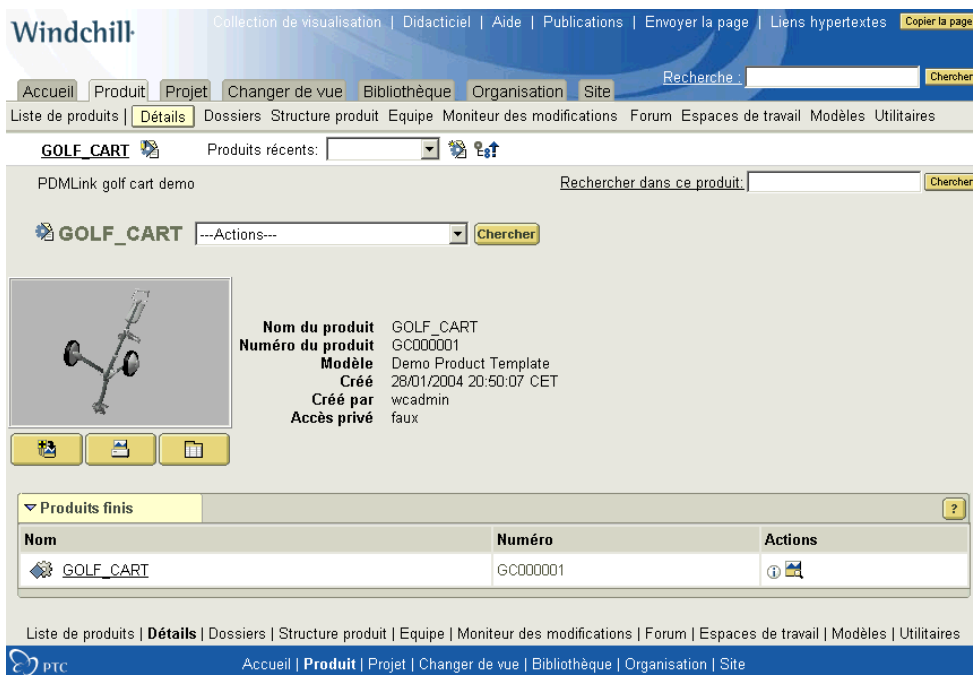 Windchill
Collection de visualisation | Didacticiel | Aide | Publications | Envoyer la page | Liens hypertextes Copier la page
Recherche : Chercher
Accueil Produit Projet Changer de vue Bibliothèque Organisation Site
Liste de produits | Détails Dossiers Structure produit Equipe Moniteur des modifications Forum Espaces de travail Modèles Utilitaires
GOLF_CART Produits récents:
PDMLink golf cart demo Rechercher dans ce produit: Chercher
GOLF_CART ---Actions--- Chercher
Nom du produit GOLF_CART
Numéro du produit GC000001
Modèle Demo Product Template
Créé 28/01/2004 20:50:07 CET
Créé par wcadmin
Accès privé faux
Produits finis ?
Nom Numéro Actions
GOLF_CART GC000001
Liste de produits | Détails | Dossiers | Structure produit | Equipe | Moniteur des modifications | Forum | Espaces de travail | Modèles | Utilitaires
PTC Accueil | Produit | Projet | Changer de vue | Bibliothèque | Organisation | Site